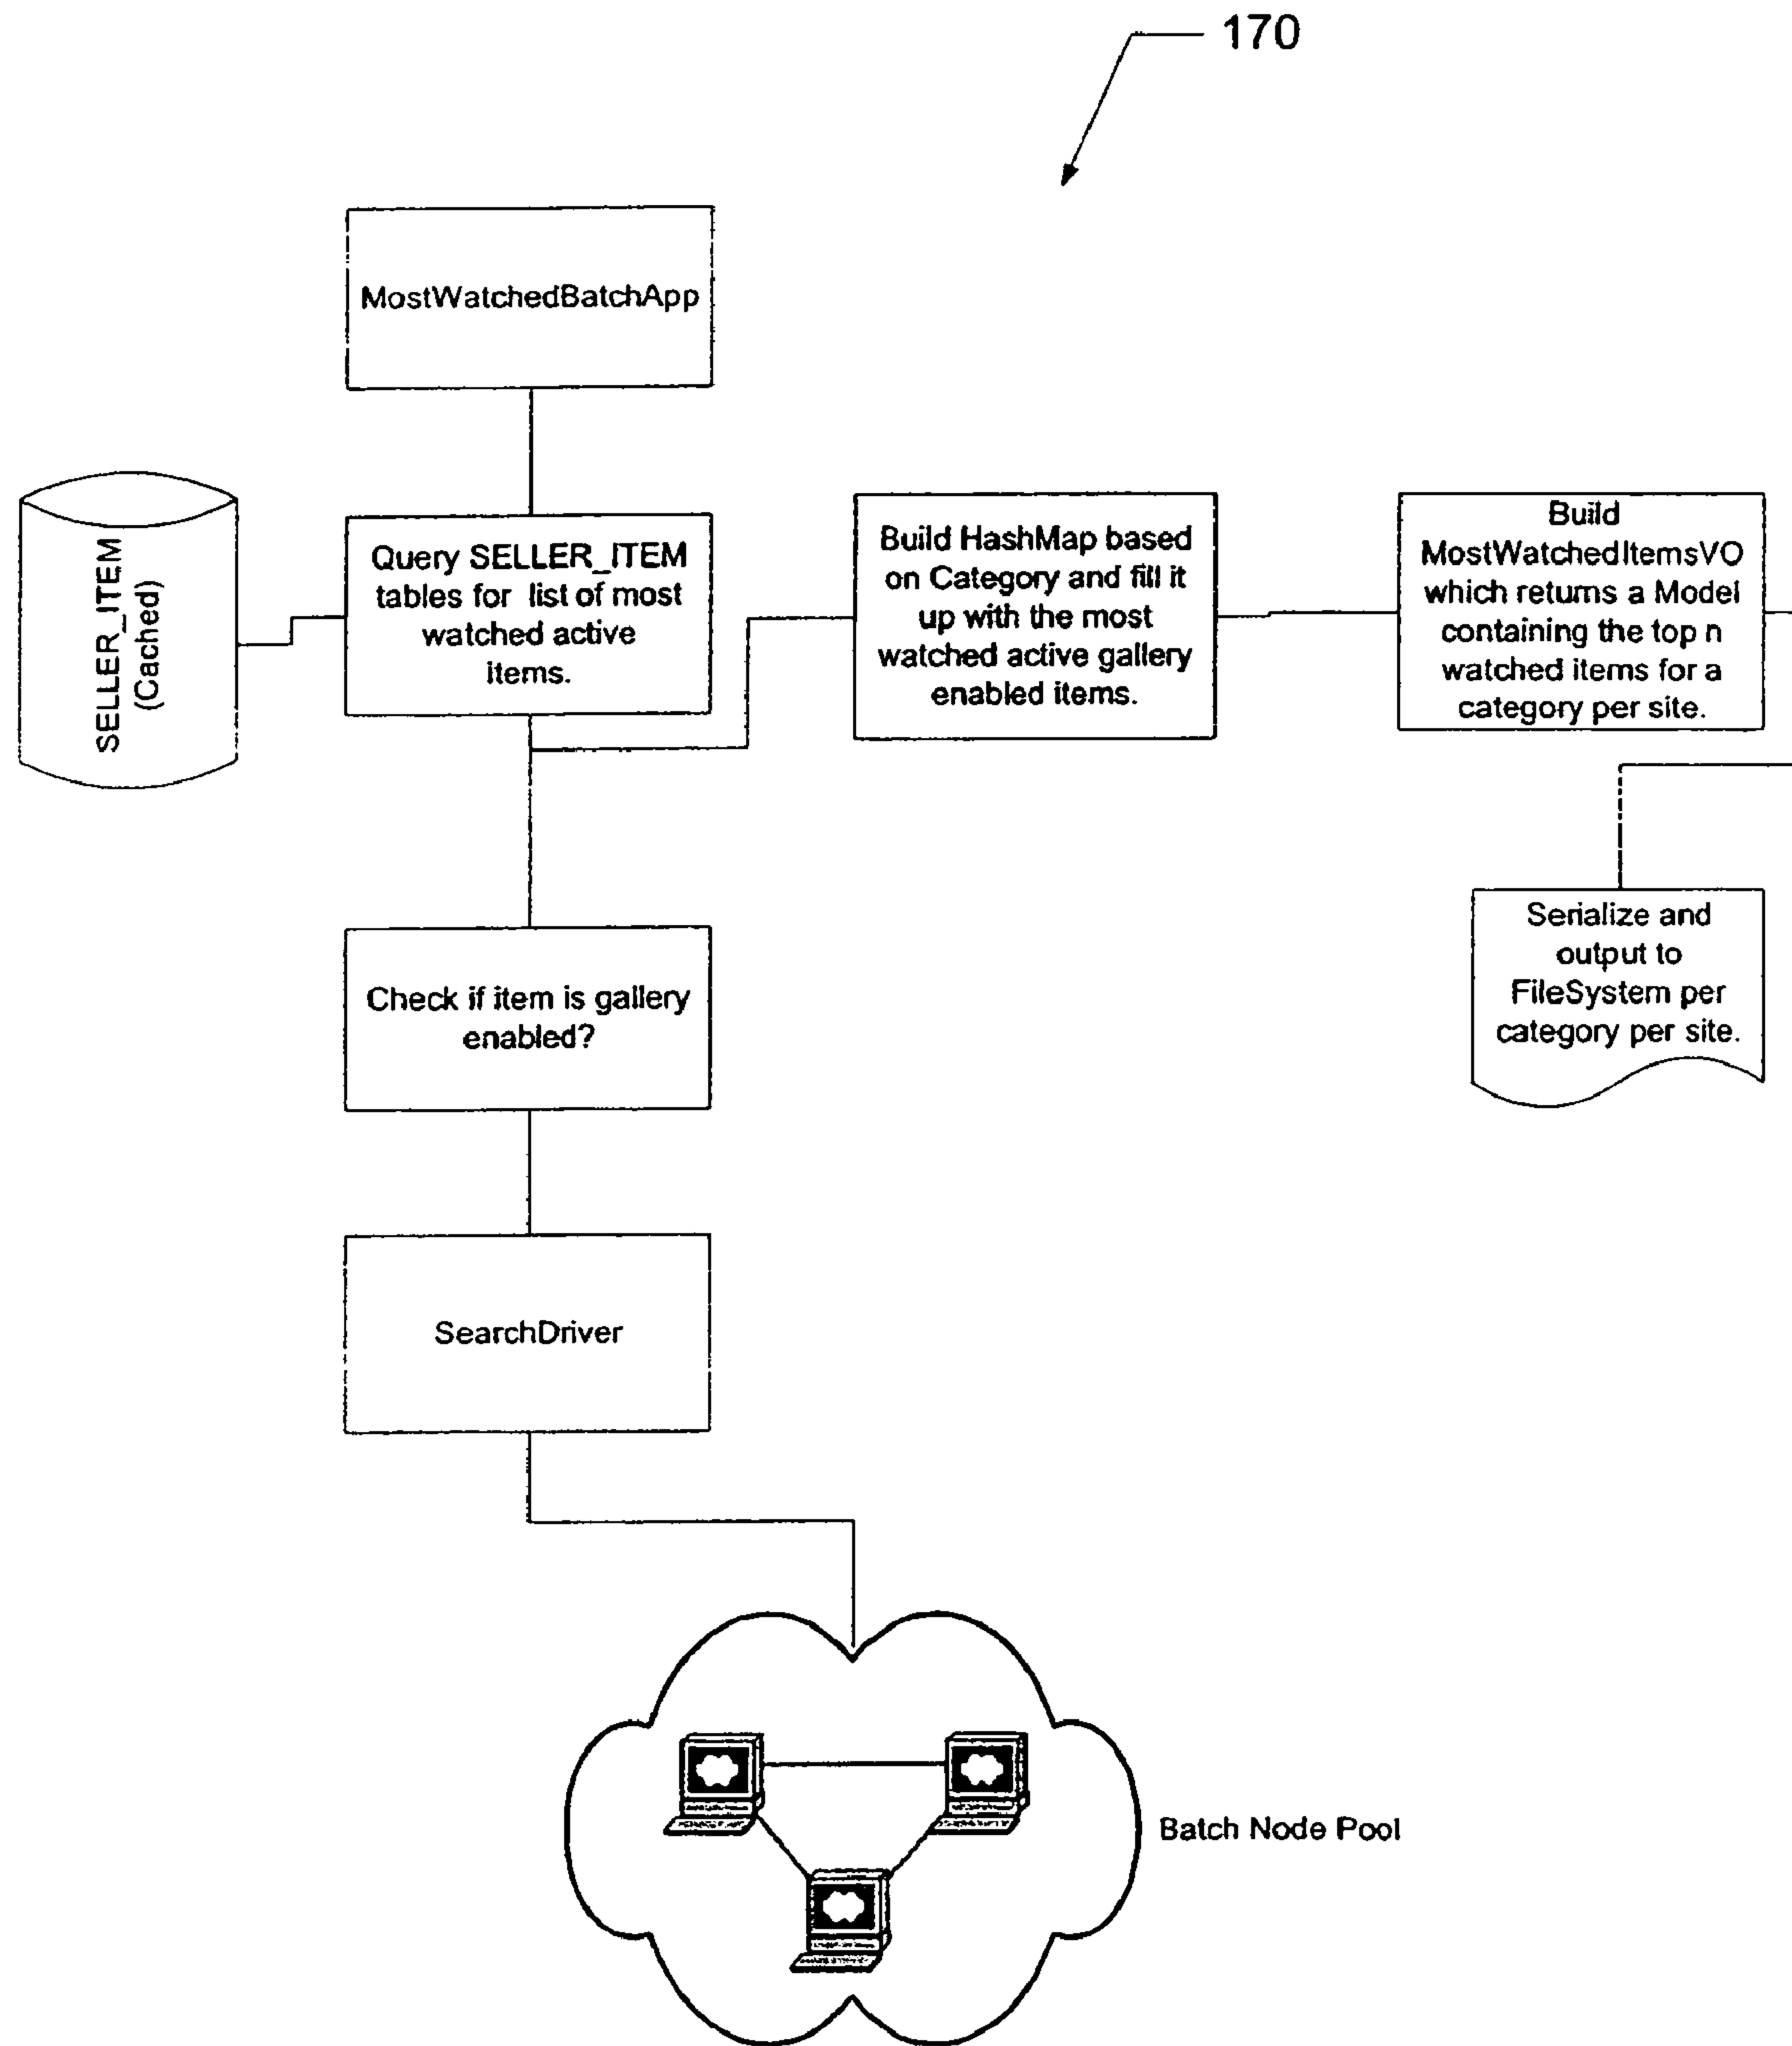 170
MostWatchedBatchApp
SELLER_ITEM
(Cached)
Query SELLER_ITEM
tables for list of most
watched active
items.
Build HashMap based
on Category and fill it
up with the most
watched active gallery
enabled items.
Build
MostWatchedItemsVO
which returns a Model
containing the top n
watched items for a
category per site.
Serialize and
output to
FileSystem per
category per site.
Check if item is gallery
enabled?
SearchDriver
Batch Node Pool